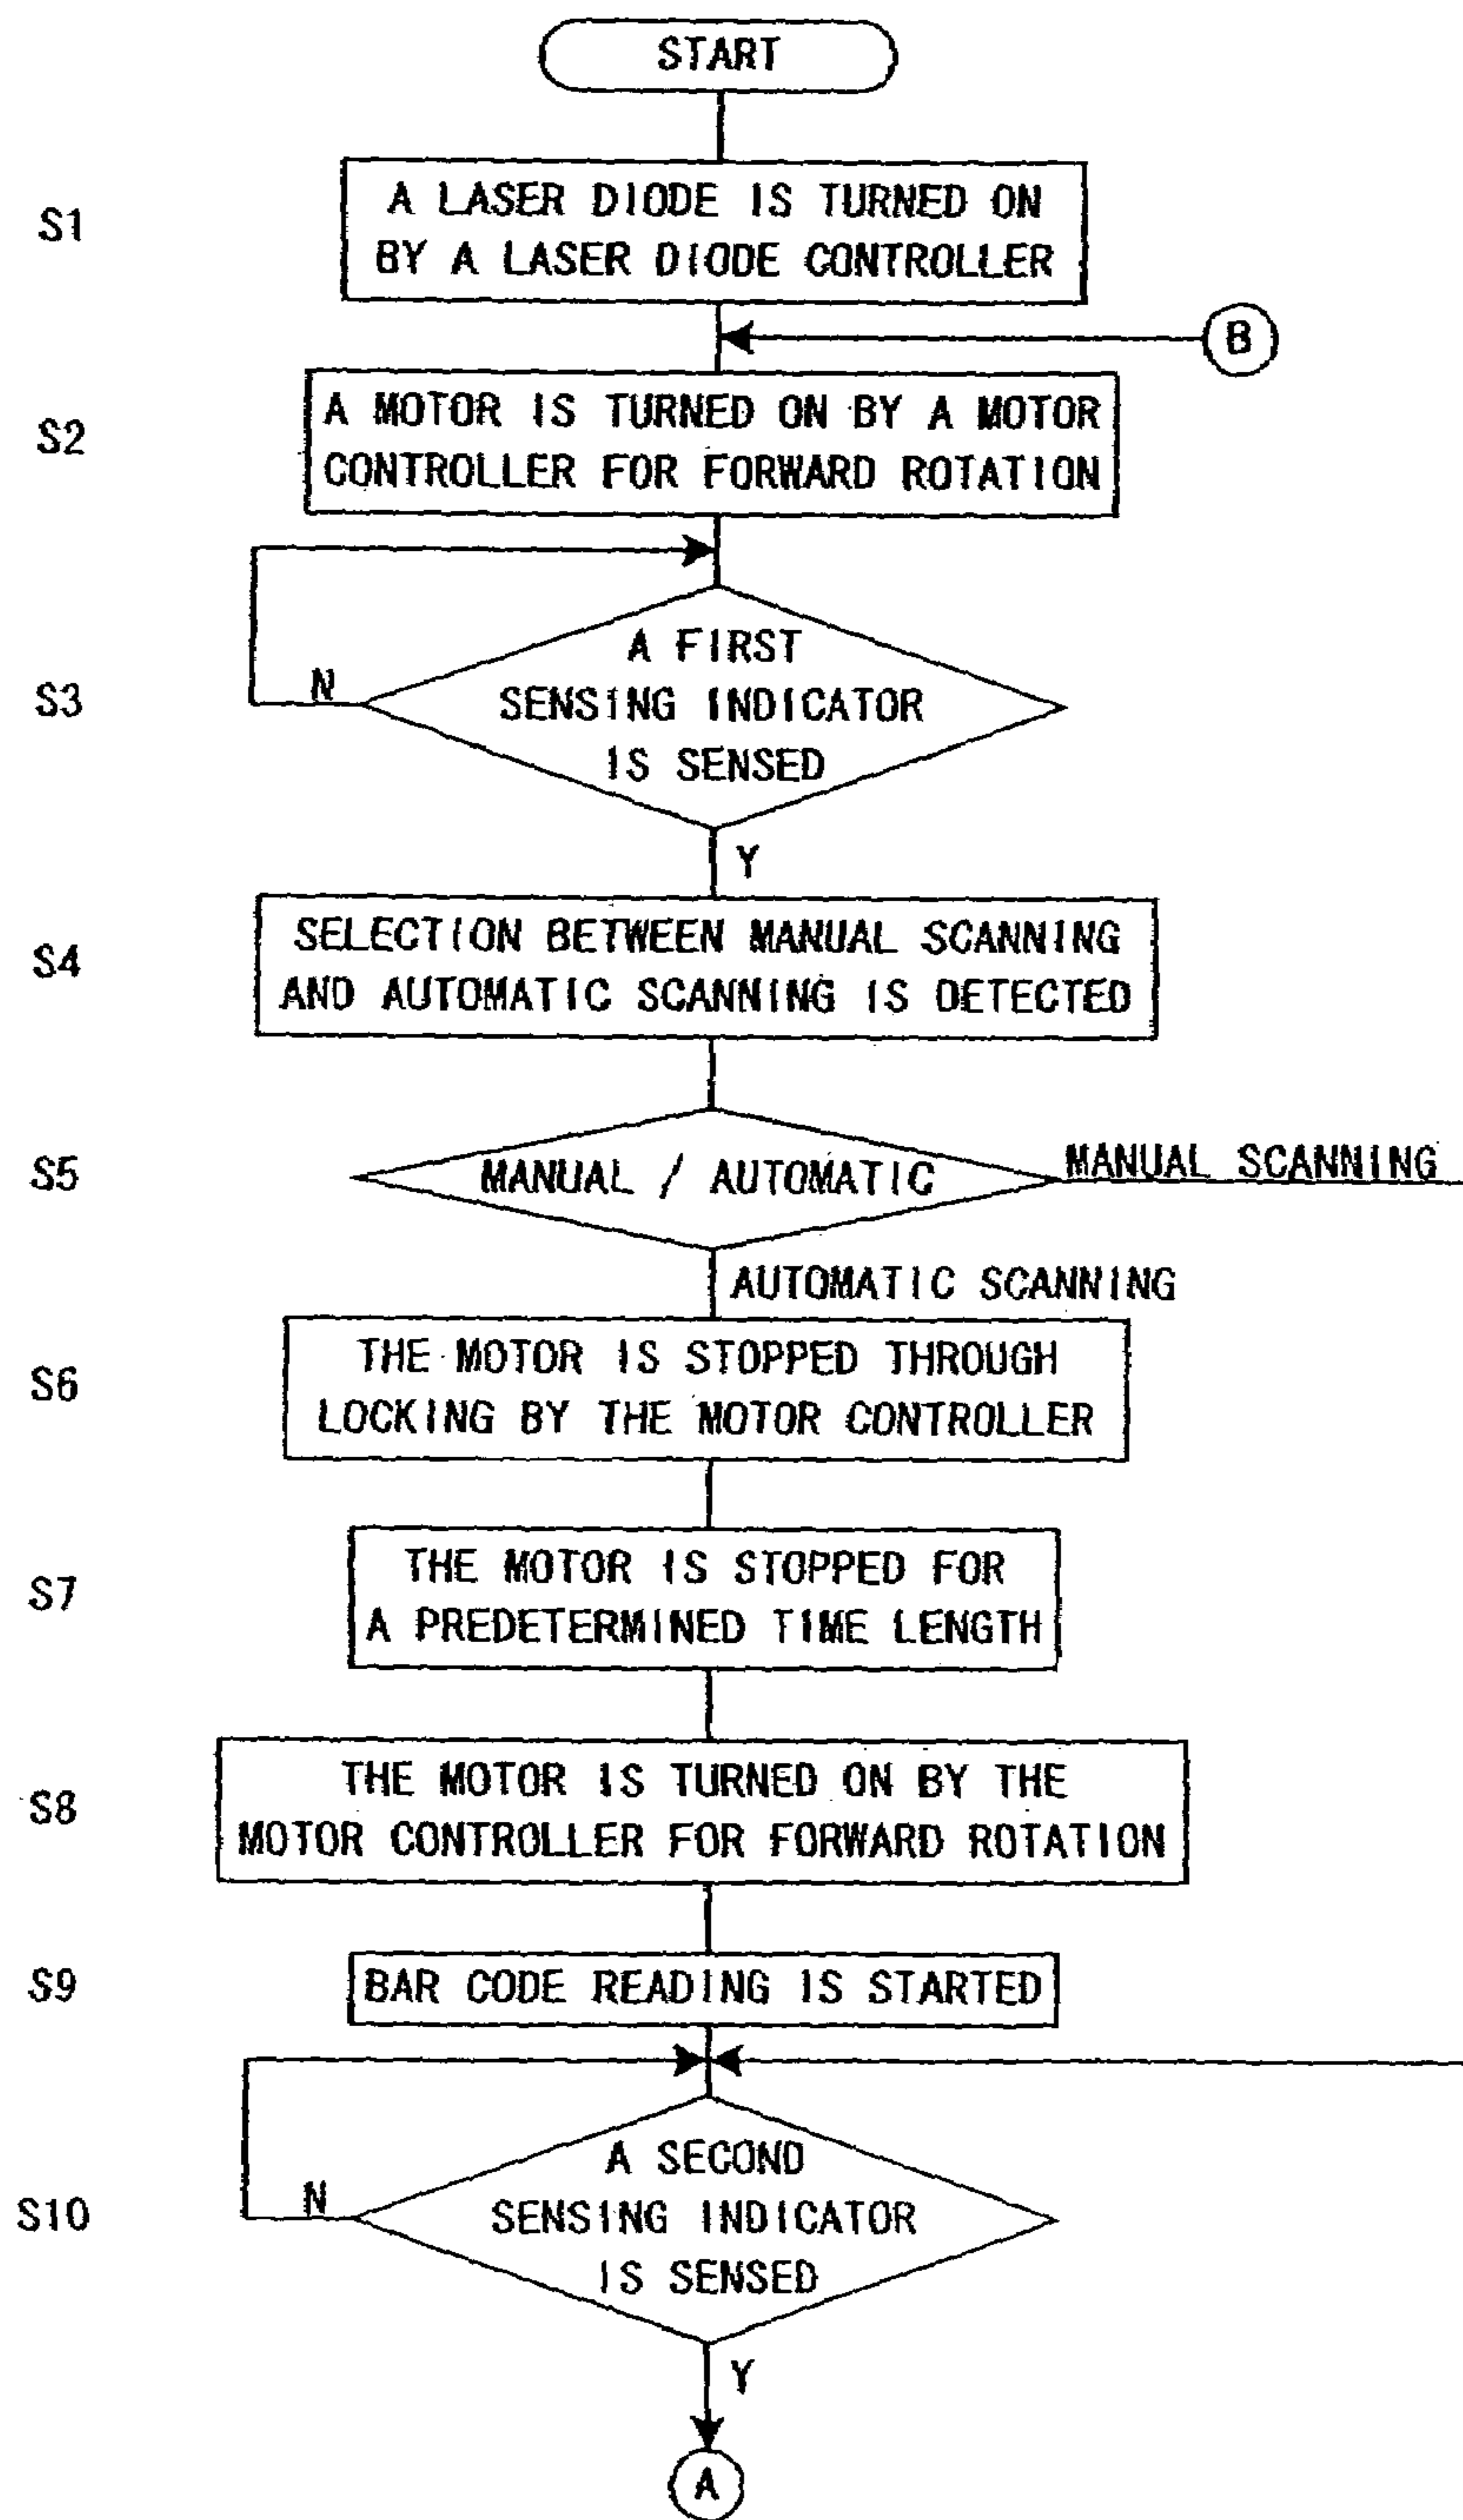 START
S1
A LASER DIODE IS TURNED ON
BY A LASER DIODE CONTROLLER
B
S2
A MOTOR IS TURNED ON BY A MOTOR
CONTROLLER FOR FORWARD ROTATION
S3
N
A FIRST
SENSING INDICATOR
IS SENSED
Y
S4
SELECTION BETWEEN MANUAL SCANNING
AND AUTOMATIC SCANNING IS DETECTED
S5
MANUAL / AUTOMATIC
MANUAL SCANNING
AUTOMATIC SCANNING
S6
THE MOTOR IS STOPPED THROUGH
LOCKING BY THE MOTOR CONTROLLER
S7
THE MOTOR IS STOPPED FOR
A PREDETERMINED TIME LENGTH
S8
THE MOTOR IS TURNED ON BY THE
MOTOR CONTROLLER FOR FORWARD ROTATION
S9
BAR CODE READING IS STARTED
S10
N
A SECOND
SENSING INDICATOR
IS SENSED
Y
A